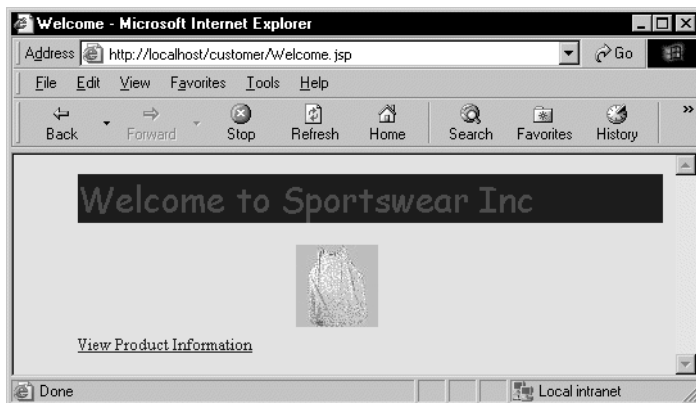 Welcome - Microsoft Internet Explorer
Address http://localhost/customer/Welcome.jsp Go
File Edit View Favorites Tools Help
Back Forward Stop Refresh Home Search Favorites History »
Welcome to Sportswear Inc
View Product Information
Done Local intranet